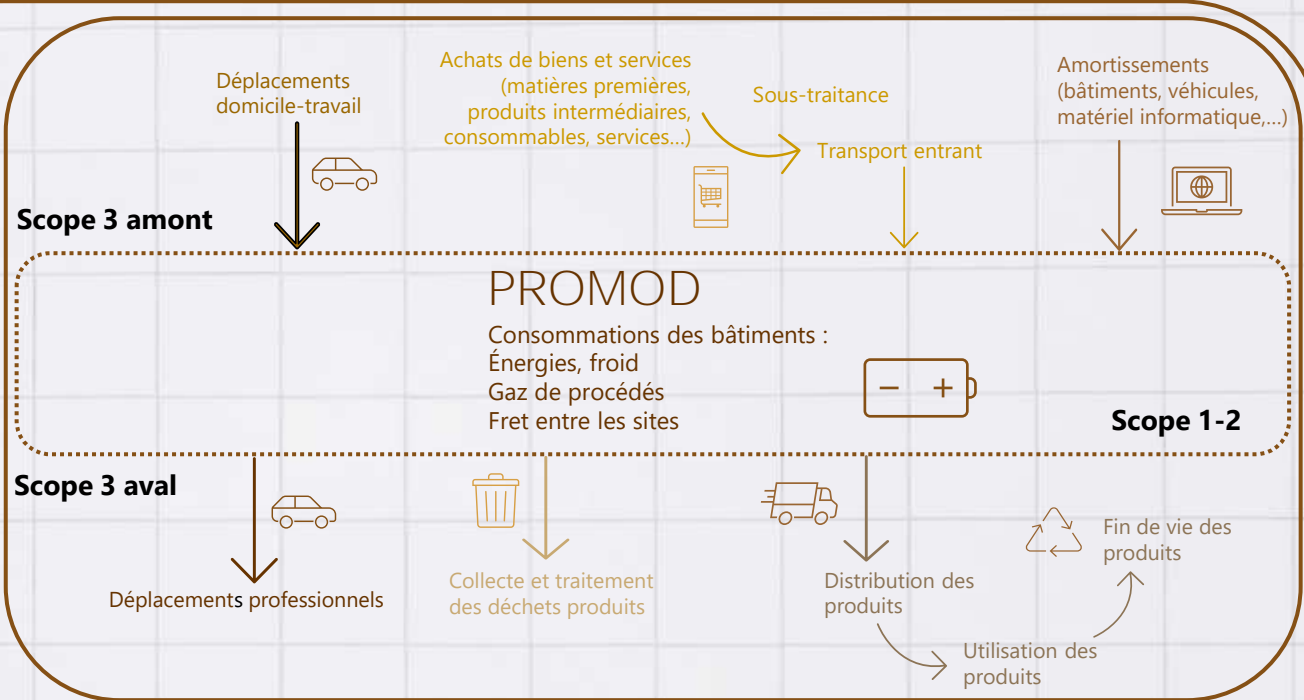 Déplacements
domicile-travail
Achats de biens et services
(matières premières,
produits intermédiaires,
consommables, services...)
Sous-traitance
Transport entrant
Amortissements
(bâtiments, véhicules,
matériel informatique,...)
Scope 3 amont
PROMOD
Consommations des bâtiments :
Énergies, froid
Gaz de procédés
Fret entre les sites
Scope 1-2
Scope 3 aval
Déplacements professionnels
Collecte et traitement
des déchets produits
Distribution des
produits
Utilisation des
produits
Fin de vie des
produits